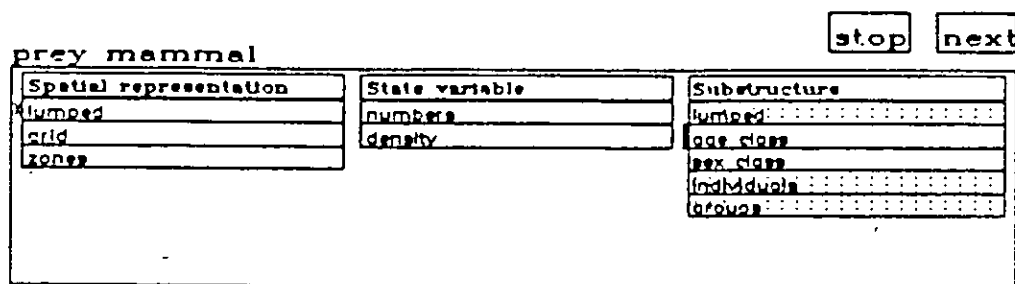 stop next
prey mammal
Spatial representation State variable Substructure
lumped numbers lumped
grid density age class
zones sex class
individuals
groups